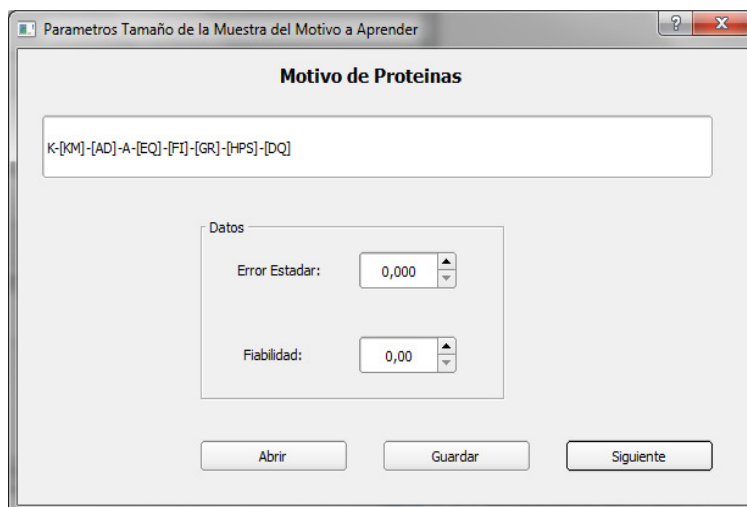 Parametros Tamaño de la Muestra del Motivo a Aprender
Motivo de Proteinas
K-[KM]-[AD]-A-[EQ]-[FI]-[GR]-[HPS]-[DQ]
Datos
Error Estadar:
0,000
Fiabilidad:
0,00
Abrir
Guardar
Siguiente